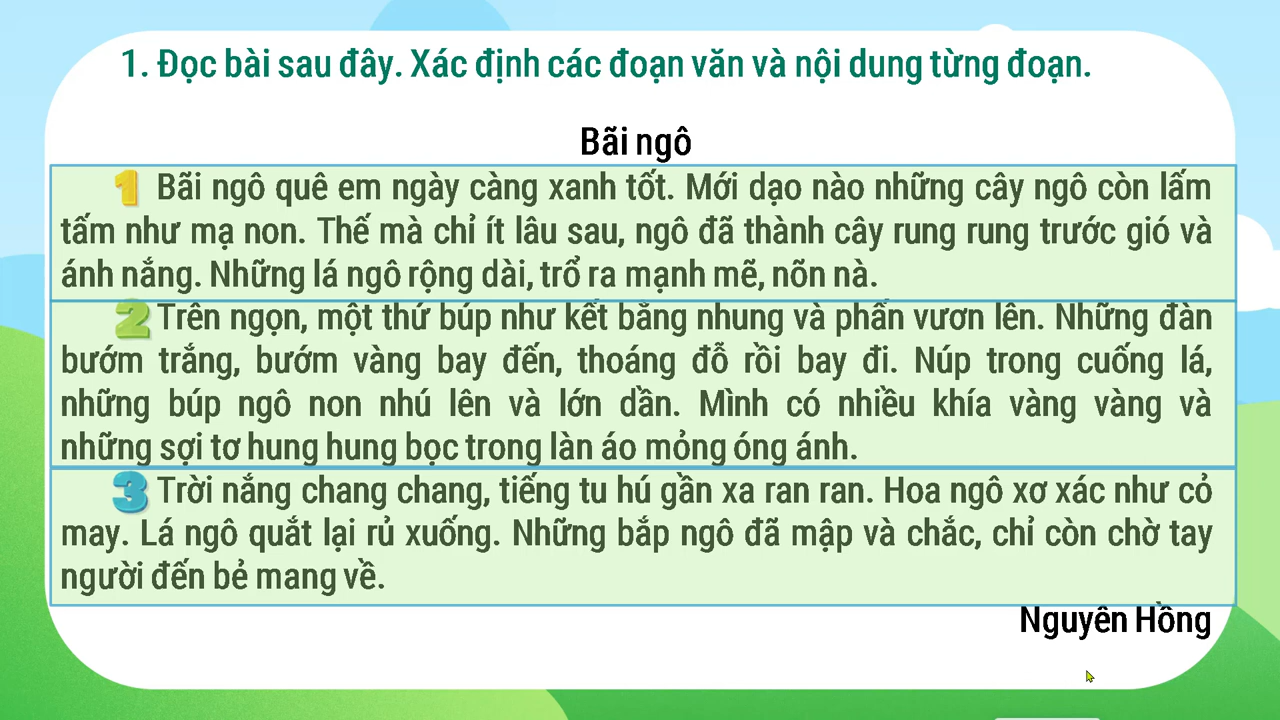 1. Đọc bài sau đây. Xác định các đoạn văn và nội dung từng đoạn.
Bãi ngô
1 Bãi ngô quê em ngày càng xanh tốt. Mới dạo nào những cây ngô còn lấm
tấm như mạ non. Thế mà chỉ ít lâu sau, ngô đã thành cây rung rung trước gió và
ánh nắng. Những lá ngô rộng dài, trổ ra mạnh mẽ, nõn nà.
2 Trên ngọn, một thứ búp như kết bằng nhung và phấn vươn lên. Những đàn
bướm trắng, bướm vàng bay đến, thoáng đỗ rồi bay đi. Núp trong cuống lá,
những búp ngô non nhú lên và lớn dần. Mình có nhiều khía vàng vàng và
những sợi tơ hung hung bọc trong làn áo mỏng óng ánh.
3 Trời nắng chang chang, tiếng tu hú gần xa ran ran. Hoa ngô xơ xác như cỏ
may. Lá ngô quắt lại rủ xuống. Những bắp ngô đã mập và chắc, chỉ còn chờ tay
người đến bẻ mang về.
Nguyên Hồng